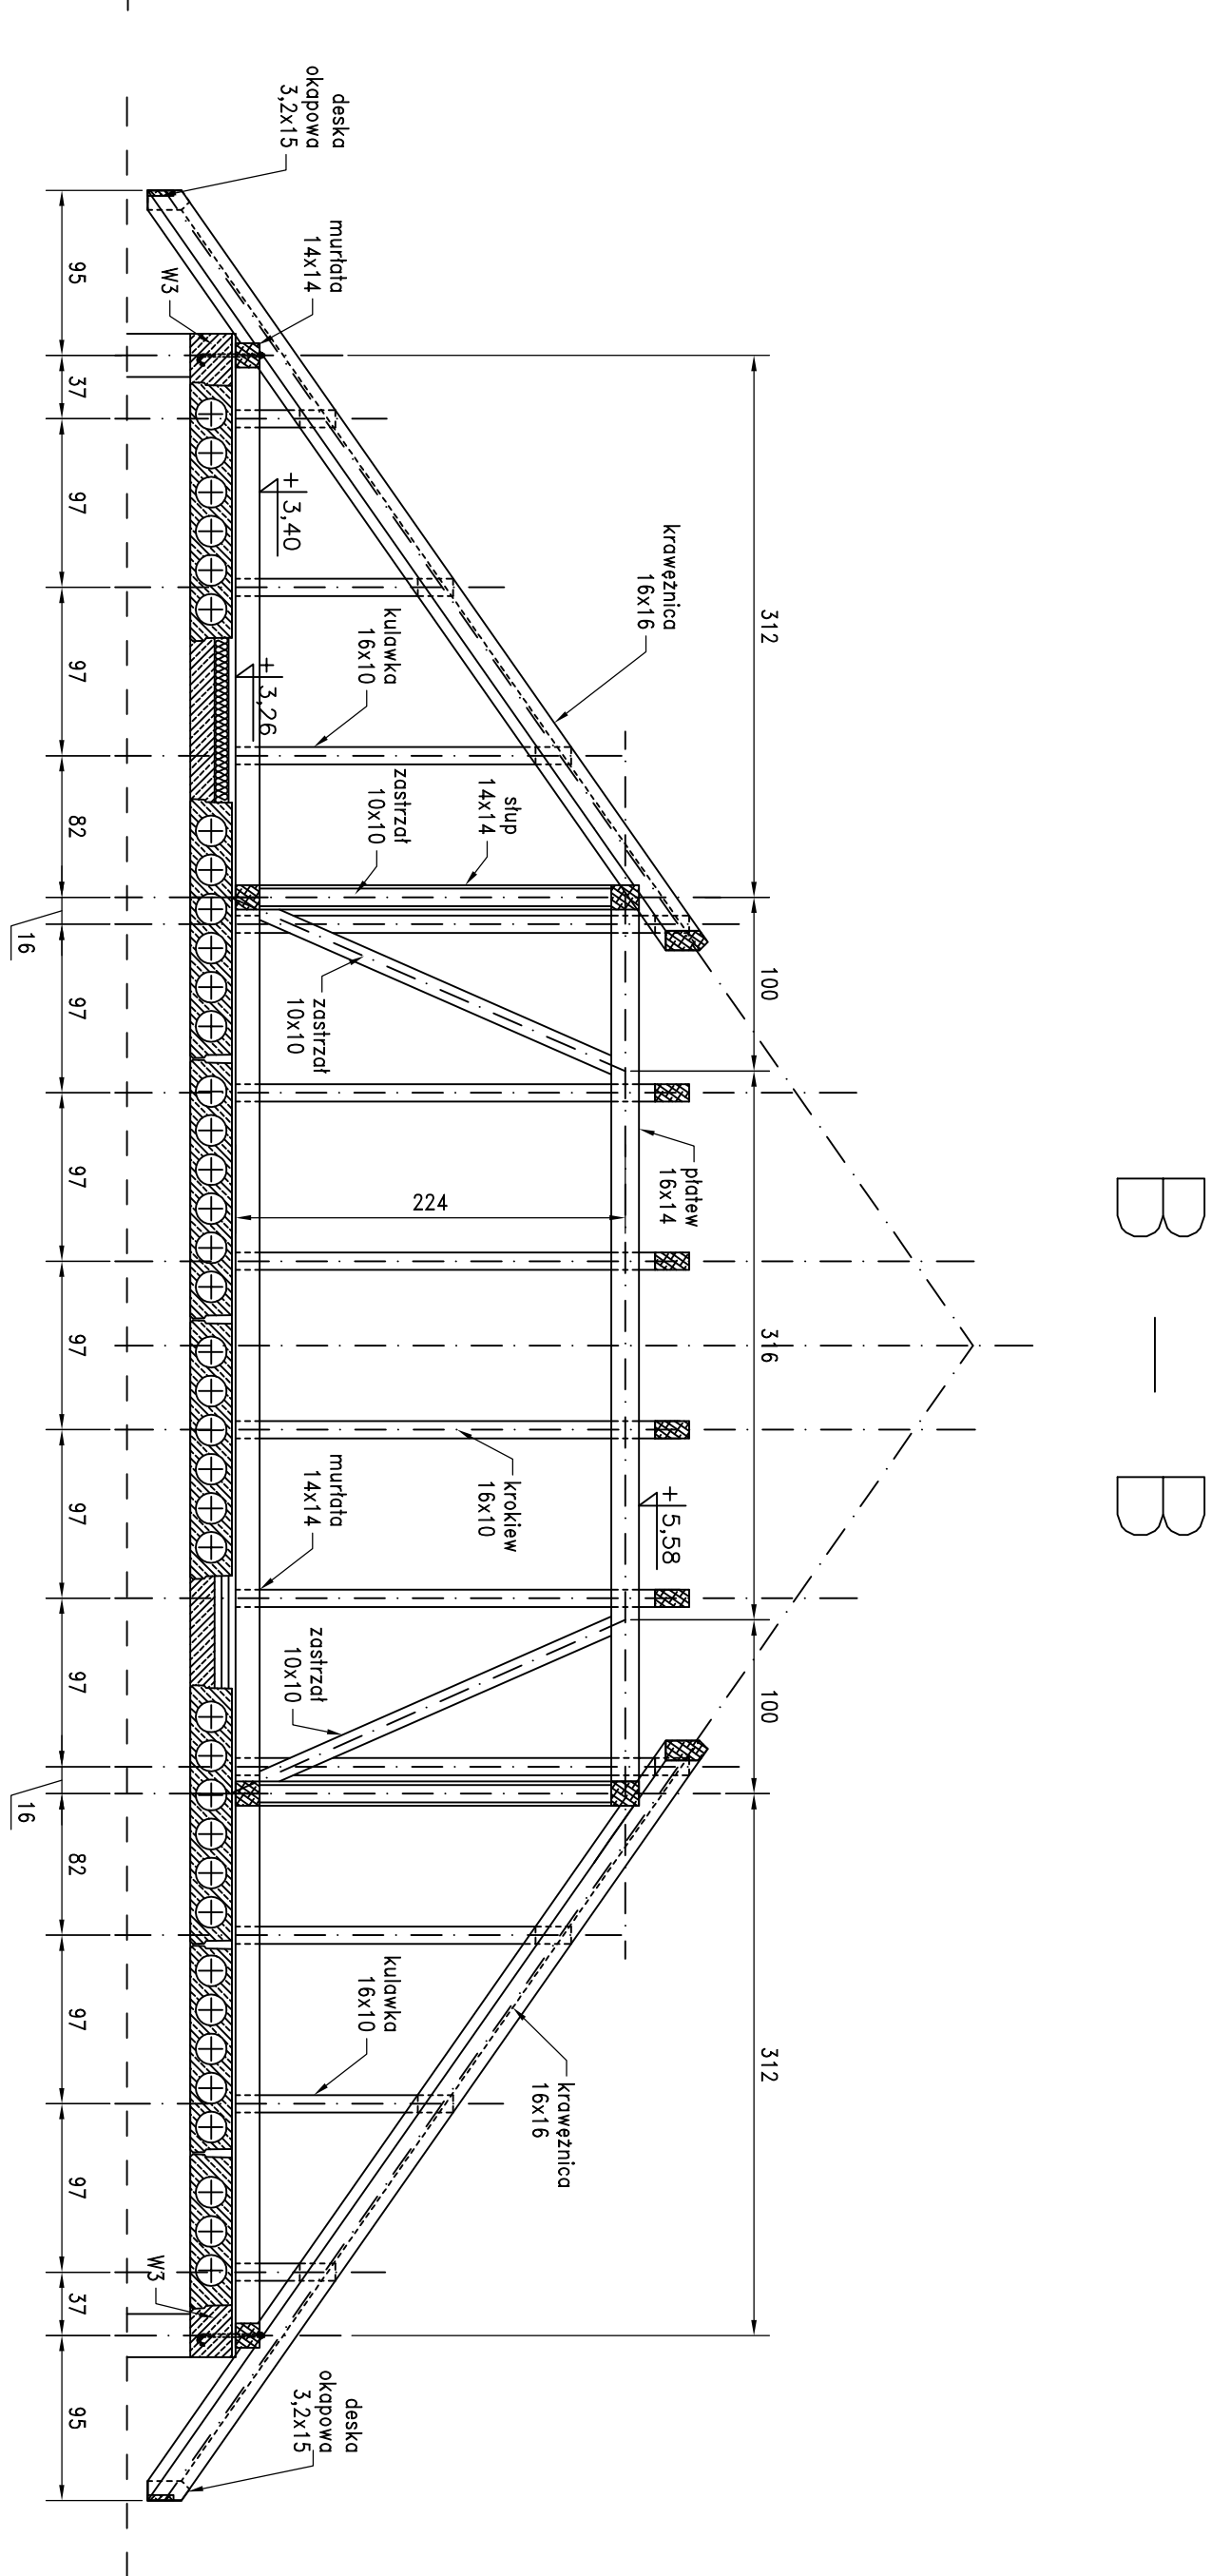 B — B
312
100
316
100
312
krawężnica
16x16
płatew
16x14
+5,58
krawężnica
16x16
słup
14x14
zastrzał
10x10
kulawka
16x10
krokiew
16x10
224
kulawka
16x10
deska
okapowa
3,2x15
murłata
14x14
+3,40
+3,26
zastrzał
10x10
murłata
14x14
zastrzał
10x10
deska
okapowa
3,2x15
W3
W3
95
37
97
97
97
82
16
97
97
97
97
97
97
16
82
97
97
97
37
95